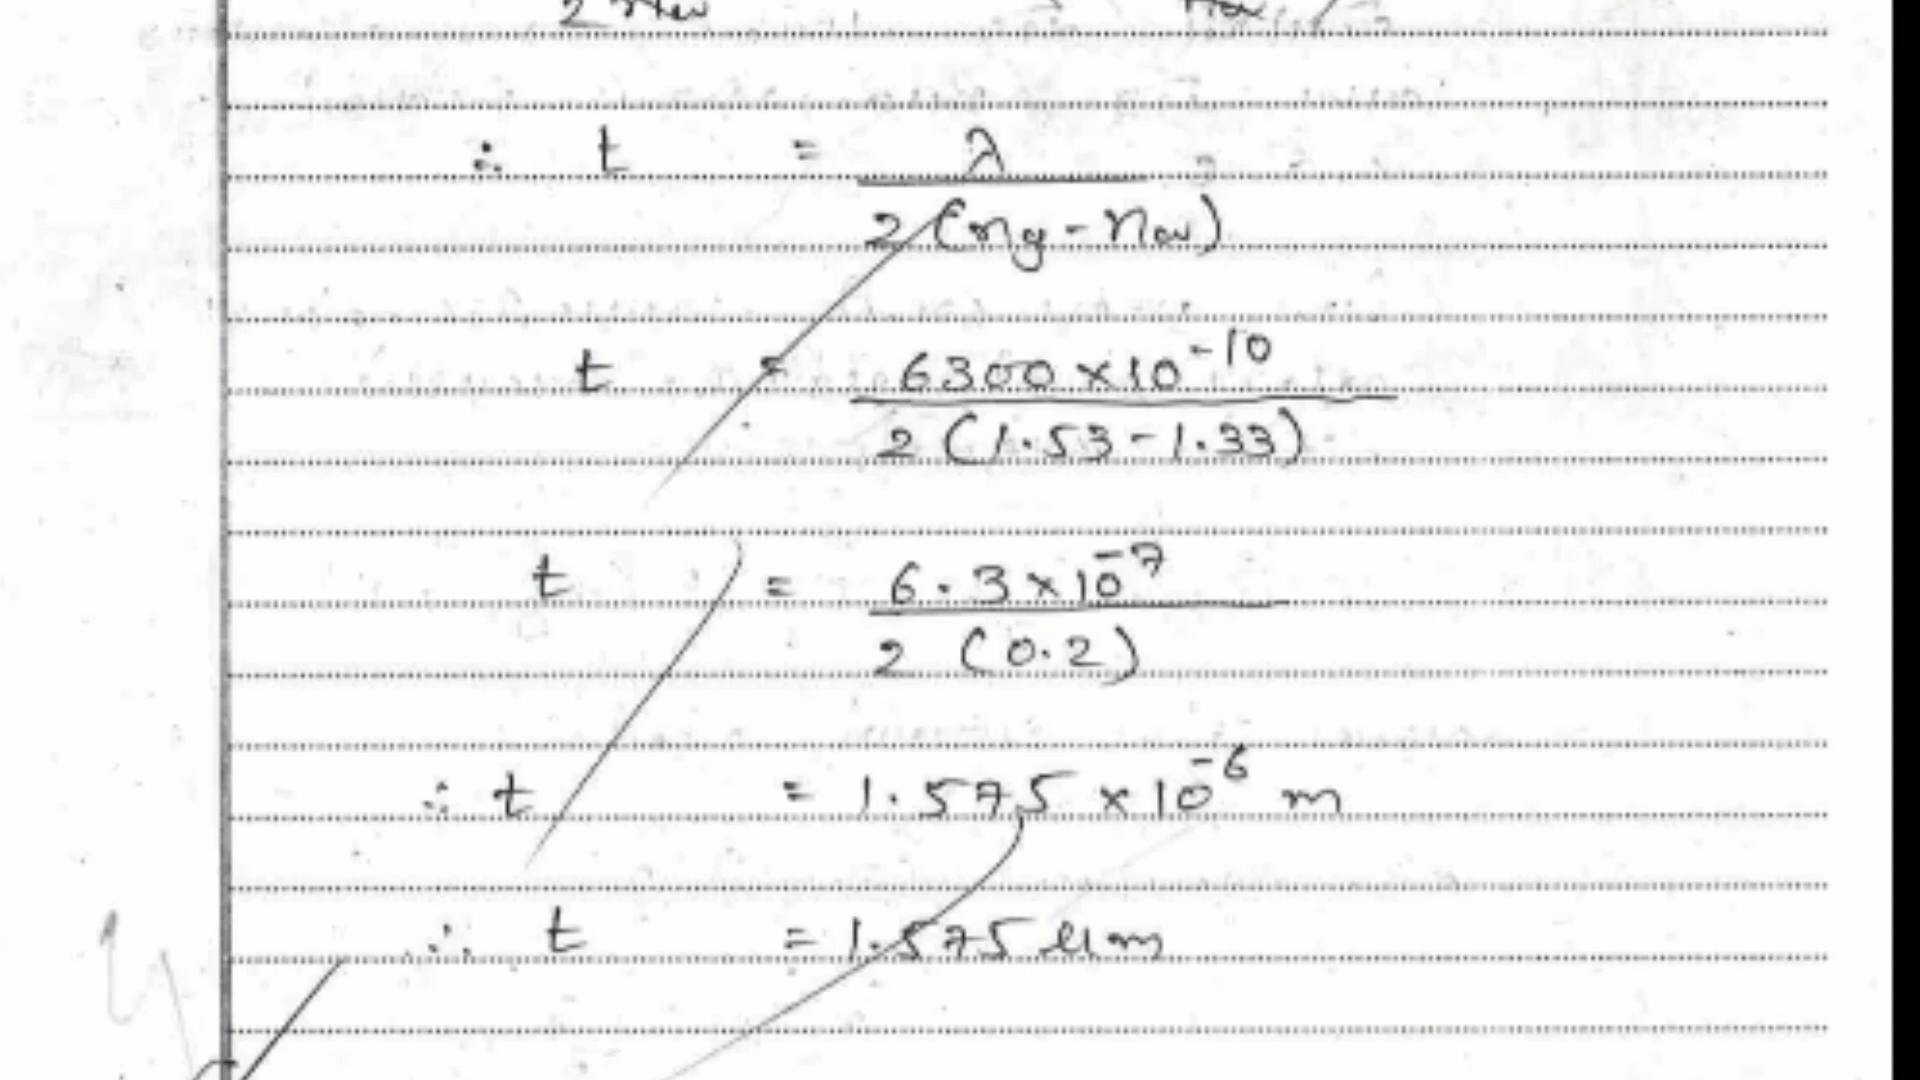 ∴ t = λ / 2(ng - nw)
t = 6300 × 10^-10 / 2(1.53 - 1.33)
t = 6.3 × 10^-7 / 2 (0.2)
∴ t = 1.575 × 10^-6 m
∴ t = 1.575 μm